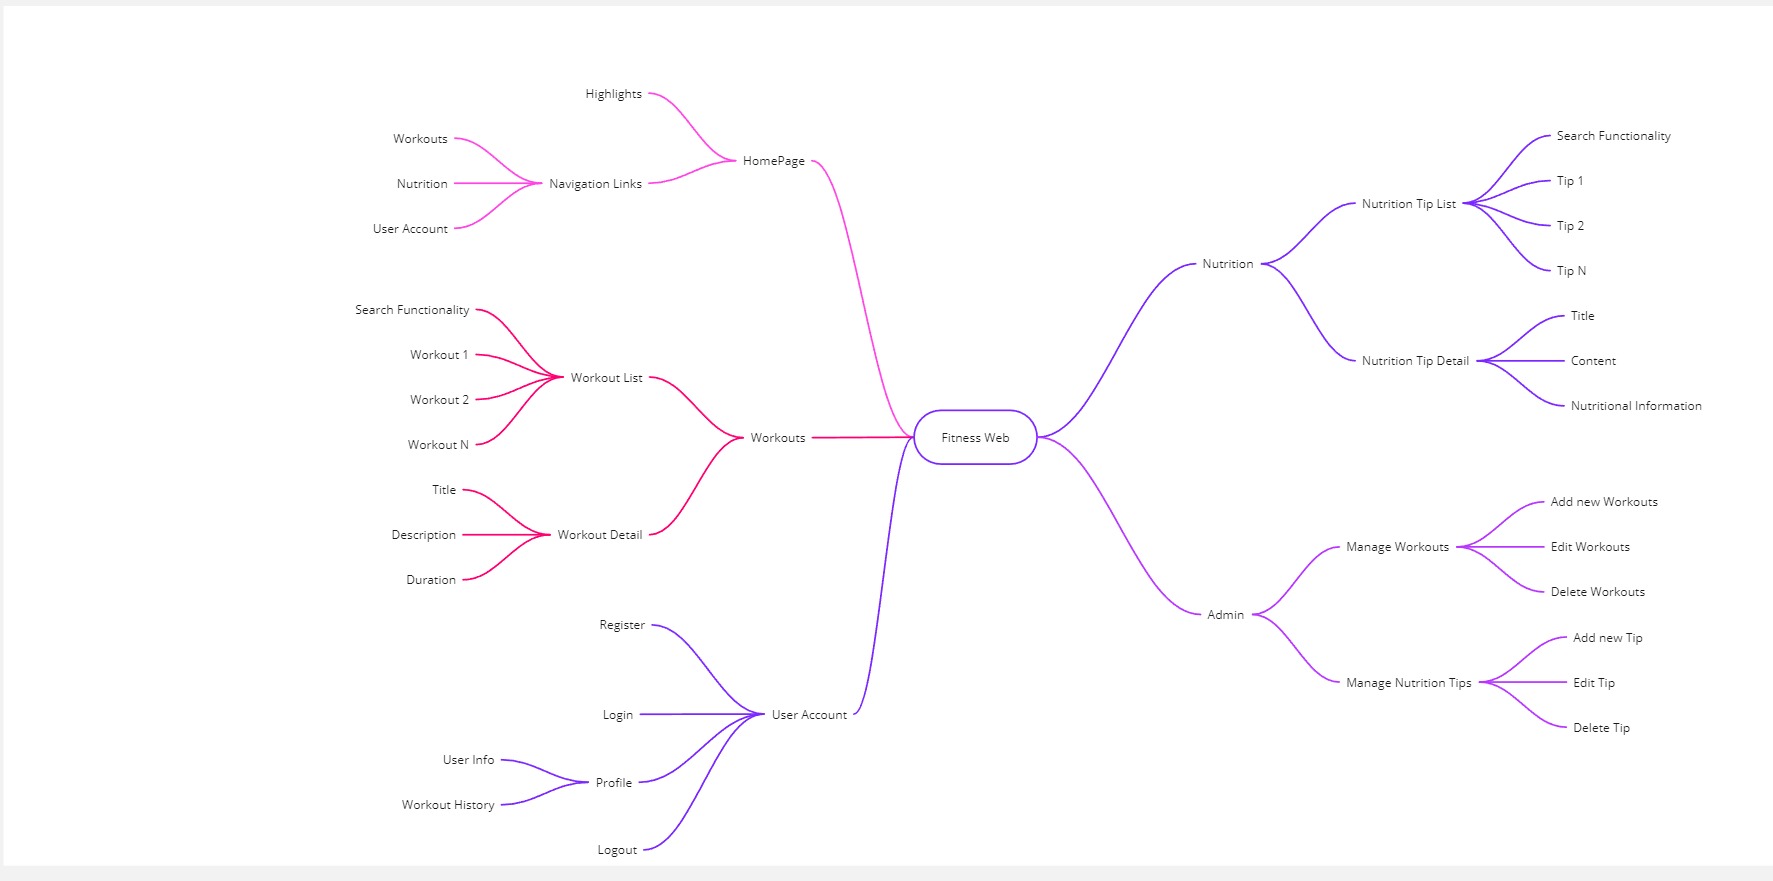 Highlights
HomePage
Workouts
Nutrition
User Account
Navigation Links
Search Functionality
Workout 1
Workout 2
Workout N
Workout List
Title
Description
Duration
Workout Detail
Workouts
Register
Login
User Info
Workout History
Profile
Logout
User Account
Fitness Web
Nutrition
Nutrition Tip List
Search Functionality
Tip 1
Tip 2
Tip N
Nutrition Tip Detail
Title
Content
Nutritional Information
Admin
Manage Workouts
Add new Workouts
Edit Workouts
Delete Workouts
Manage Nutrition Tips
Add new Tip
Edit Tip
Delete Tip